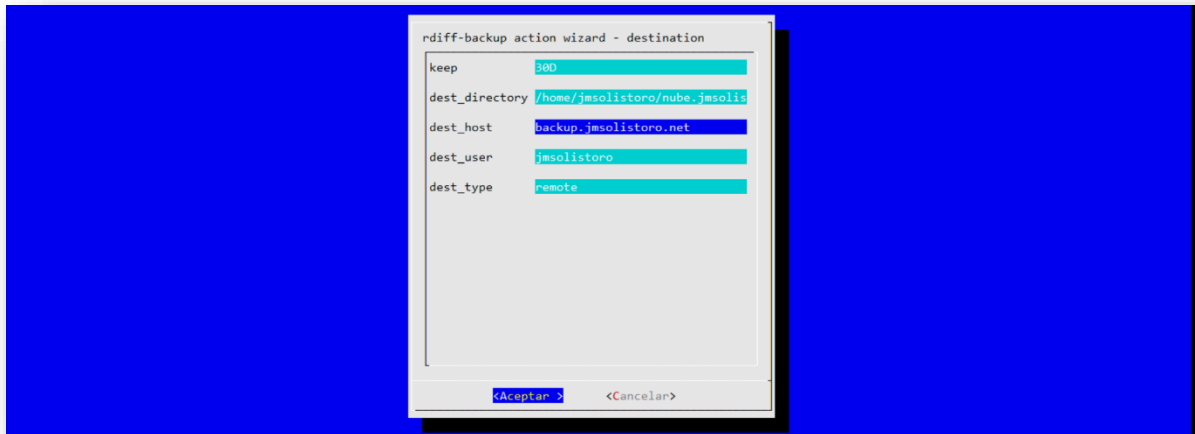 rdiff-backup action wizard - destination
keep 30D
dest_directory /home/jmsolistoro/nube.jmsolis
dest_host backup.jmsolistoro.net
dest_user jmsolistoro
dest_type remote
<Aceptar > <Cancelar>